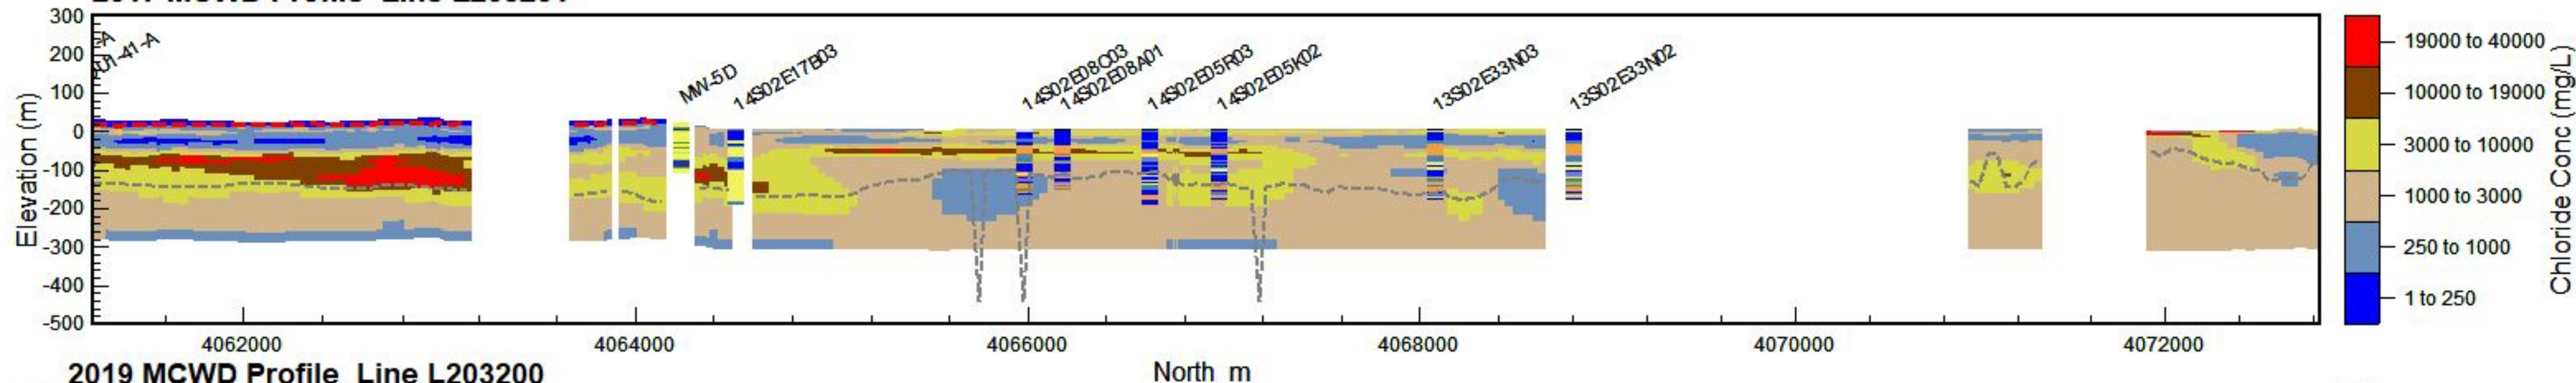 300
200
100
0
-100
-200
-300
-400
-500
Elevation (m)
U1-41-A
MW-5D
14S02E17B03
14S02E08C03
14S02E08A01
14S02E05R03
14S02E05K02
13S02E33N03
13S02E33N02
4062000
4064000
4066000
4068000
4070000
4072000
North m
19000 to 40000
10000 to 19000
3000 to 10000
1000 to 3000
250 to 1000
1 to 250
Chloride Conc (mg/L)
2019 MCWD Profile Line L203200